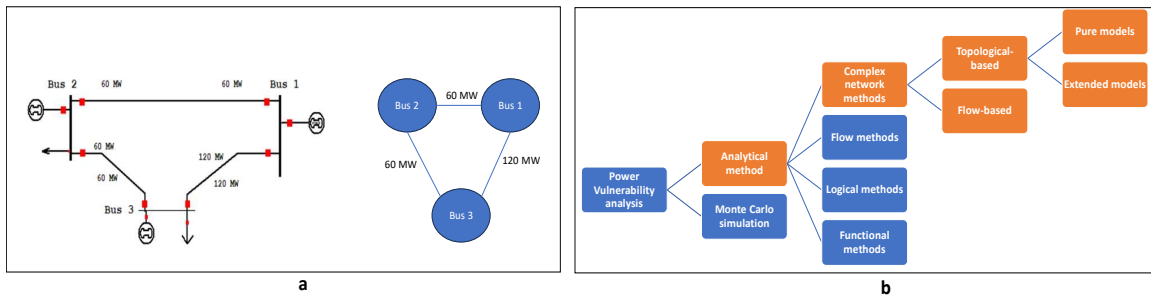 60 MW
60 MW
Bus 2
Bus 1
60 MW
60 MW
120 MW
120 MW
Bus 3
Bus 2
60 MW
Bus 1
60 MW
120 MW
Bus 3
a
Power
Vulnerability
analysis
Analytical
method
Monte Carlo
simulation
Complex
network
methods
Flow methods
Logical methods
Functional
methods
Topological-
based
Flow-based
Pure models
Extended models
b